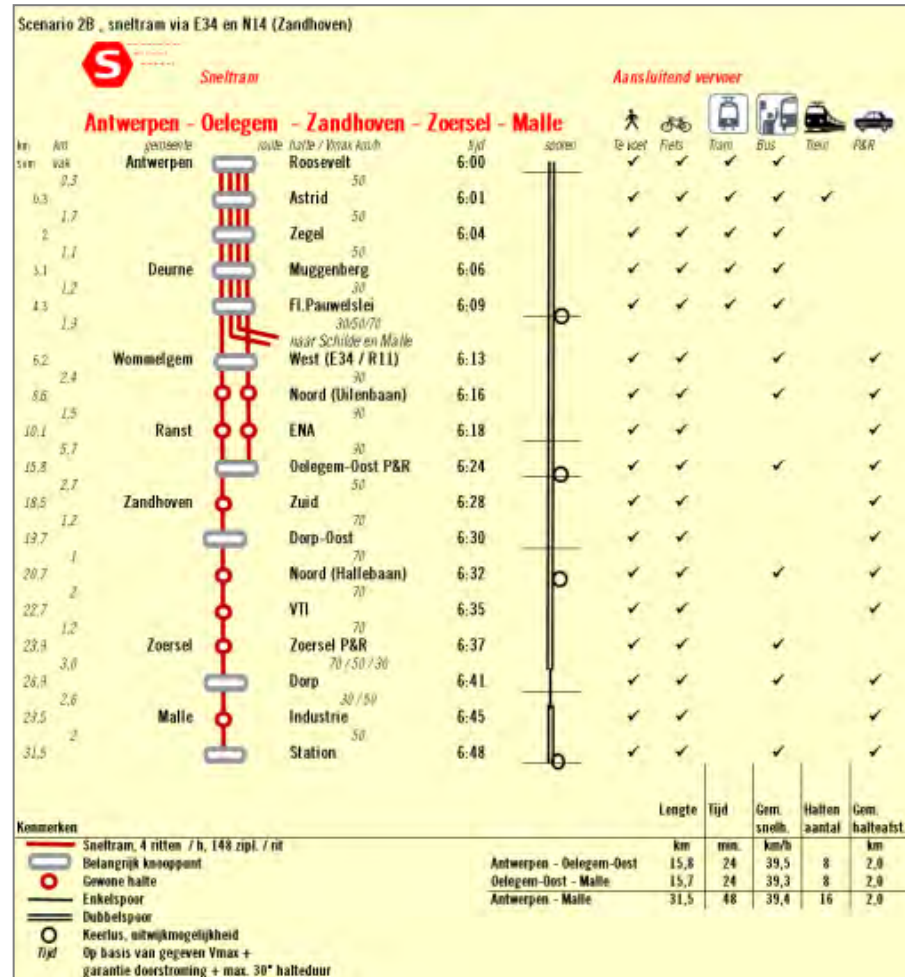 Scenario 2B , sneltram via E34 en N14 (Zandhoven)
S
Sneltram Aansluitend vervoer
Antwerpen - Oelegem - Zandhoven - Zoersel - Malle
km km gemeente route halte / Vmax km/h tijd sporen Te voet Fiets Tram Bus Trein P&R
som vak Antwerpen Roosevelt 6:00 ✓ ✓ ✓ ✓
0,3 50
0,3 Astrid 6:01 ✓ ✓ ✓ ✓ ✓
1,7 50
2 Zegel 6:04 ✓ ✓ ✓ ✓
1,1 50
3,1 Deurne Muggenberg 6:06 ✓ ✓ ✓ ✓
1,2 30
4,3 Fl.Pauwelslei 6:09 ✓ ✓ ✓ ✓
1,9 30/50/70
naar Schilde en Malle
6,2 Wommelgem West (E34 / R11) 6:13 ✓ ✓ ✓ ✓
2,4 90
8,6 Noord (Uilenbaan) 6:16 ✓ ✓ ✓ ✓
1,5 90
10,1 Ranst ENA 6:18 ✓ ✓ ✓
5,7 90
15,8 Oelegem-Oost P&R 6:24 ✓ ✓ ✓ ✓
2,7 50
18,5 Zandhoven Zuid 6:28 ✓ ✓ ✓
1,2 70
19,7 Dorp-Oost 6:30 ✓ ✓ ✓
1 70
20,7 Noord (Hallebaan) 6:32 ✓ ✓ ✓ ✓
2 70
22,7 VTI 6:35 ✓ ✓ ✓
1,2 70
23,9 Zoersel Zoersel P&R 6:37 ✓ ✓ ✓
3,0 70 / 50 / 30
26,9 Dorp 6:41 ✓ ✓ ✓ ✓
2,6 30 / 50
29,5 Malle Industrie 6:45 ✓ ✓ ✓
2 50
31,5 Station 6:48 ✓ ✓ ✓ ✓
Lengte Tijd Gem. Halten Gem.
Kenmerken snelh. aantal halteafst.
Sneltram, 4 ritten / h, 148 zipl. / rit km min. km/h km
Belangrijk knooppunt Antwerpen - Oelegem-Oost 15,8 24 39,5 8 2,0
Gewone halte Oelegem-Oost - Malle 15,7 24 39,3 8 2,0
Enkelspoor Antwerpen - Malle 31,5 48 39,4 16 2,0
Dubbelspoor
Keerlus, uitwijkmogelijkheid
Tijd Op basis van gegeven Vmax +
garantie doorstroming + max. 30" halteduur